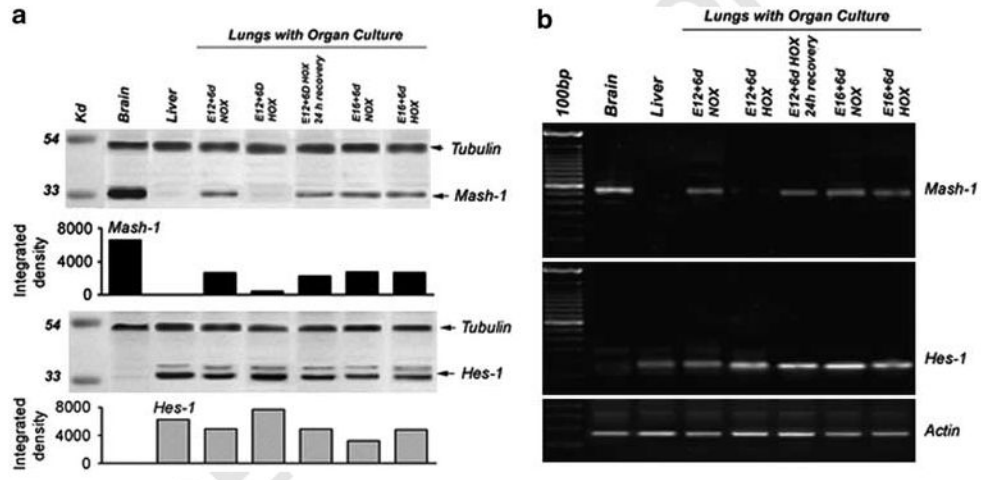 a
Lungs with Organ Culture
Kd
Brain
Liver
E12+6d
NOX
E12+6D
HOX
E12+6D HOX
24 h recovery
E16+6d
NOX
E16+6d
HOX
54
Tubulin
33
Mash-1
8000
4000
0
Integrated
density
Mash-1
54
Tubulin
33
Hes-1
8000
4000
0
Integrated
density
Hes-1
b
Lungs with Organ Culture
100bp
Brain
Liver
E12+6d
NOX
E12+6d
HOX
E12+6d HOX
24h recovery
E16+6d
NOX
E16+6d
HOX
Mash-1
Hes-1
Actin